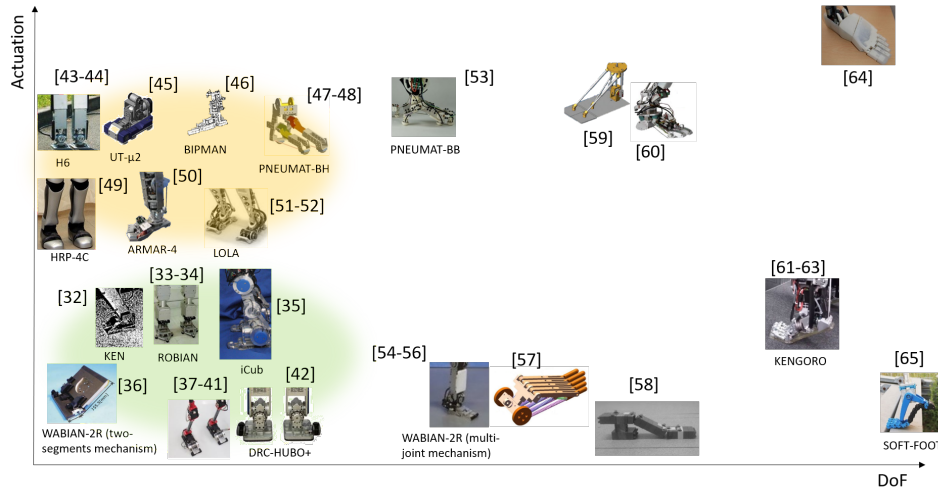 Actuation
[43-44]
[45]
[46]
[47-48]
[53]
[64]
H6
UT-μ2
BIPMAN
PNEUMAT-BH
PNEUMAT-BB
[59]
[60]
[49]
[50]
[51-52]
HRP-4C
ARMAR-4
LOLA
[32]
[33-34]
[35]
[61-63]
KEN
ROBIAN
iCub
KENGORO
[36]
[37-41]
[42]
[54-56]
[57]
[58]
[65]
WABIAN-2R (two-
segments mechanism)
DRC-HUBO+
WABIAN-2R (multi-
joint mechanism)
SOFT-FOOT
DoF